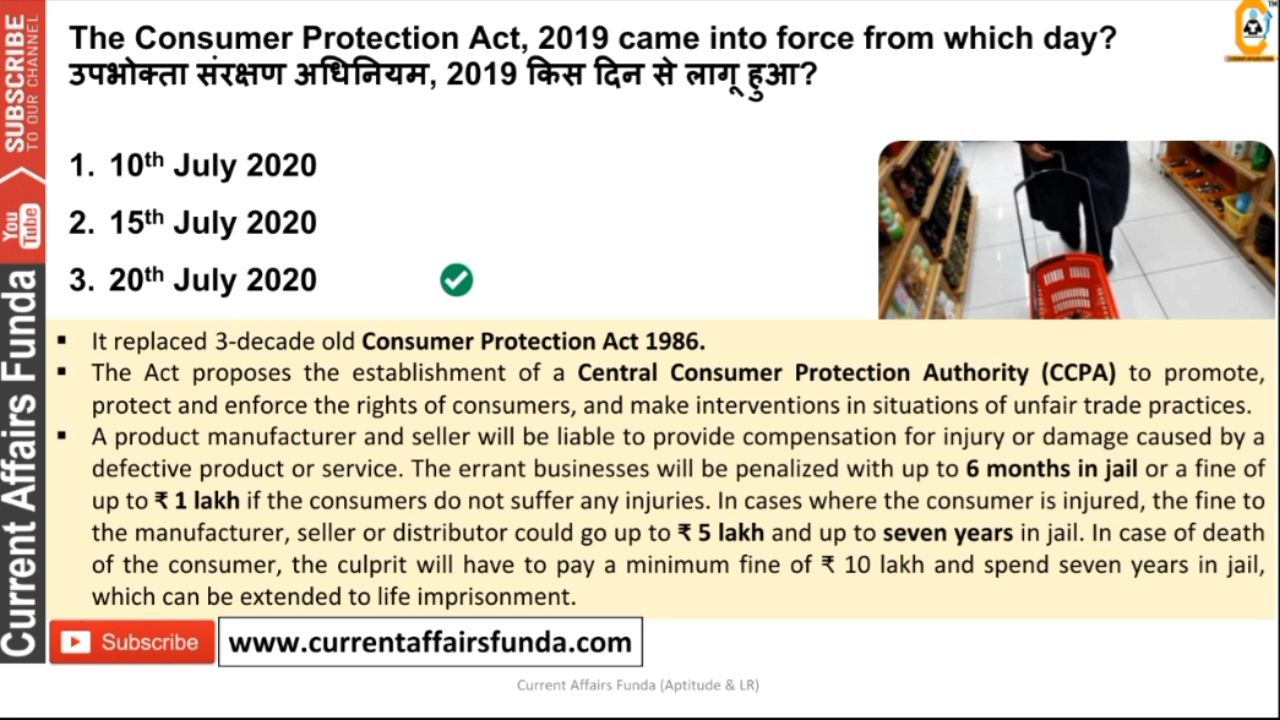 The Consumer Protection Act, 2019 came into force from which day?
उपभोक्ता संरक्षण अधिनियम, 2019 किस दिन से लागू हुआ?
1. 10th July 2020
2. 15th July 2020
3. 20th July 2020
▪ It replaced 3-decade old Consumer Protection Act 1986.
▪ The Act proposes the establishment of a Central Consumer Protection Authority (CCPA) to promote,
protect and enforce the rights of consumers, and make interventions in situations of unfair trade practices.
▪ A product manufacturer and seller will be liable to provide compensation for injury or damage caused by a
defective product or service. The errant businesses will be penalized with up to 6 months in jail or a fine of
up to ₹ 1 lakh if the consumers do not suffer any injuries. In cases where the consumer is injured, the fine to
the manufacturer, seller or distributor could go up to ₹ 5 lakh and up to seven years in jail. In case of death
of the consumer, the culprit will have to pay a minimum fine of ₹ 10 lakh and spend seven years in jail,
which can be extended to life imprisonment.
Subscribe
www.currentaffairsfunda.com
Current Affairs Funda (Aptitude & LR)
SUBSCRIBE
TO OUR CHANNEL
You
Tube
Current Affairs Funda
TM
CURRENT AFFAIRS FUNDA